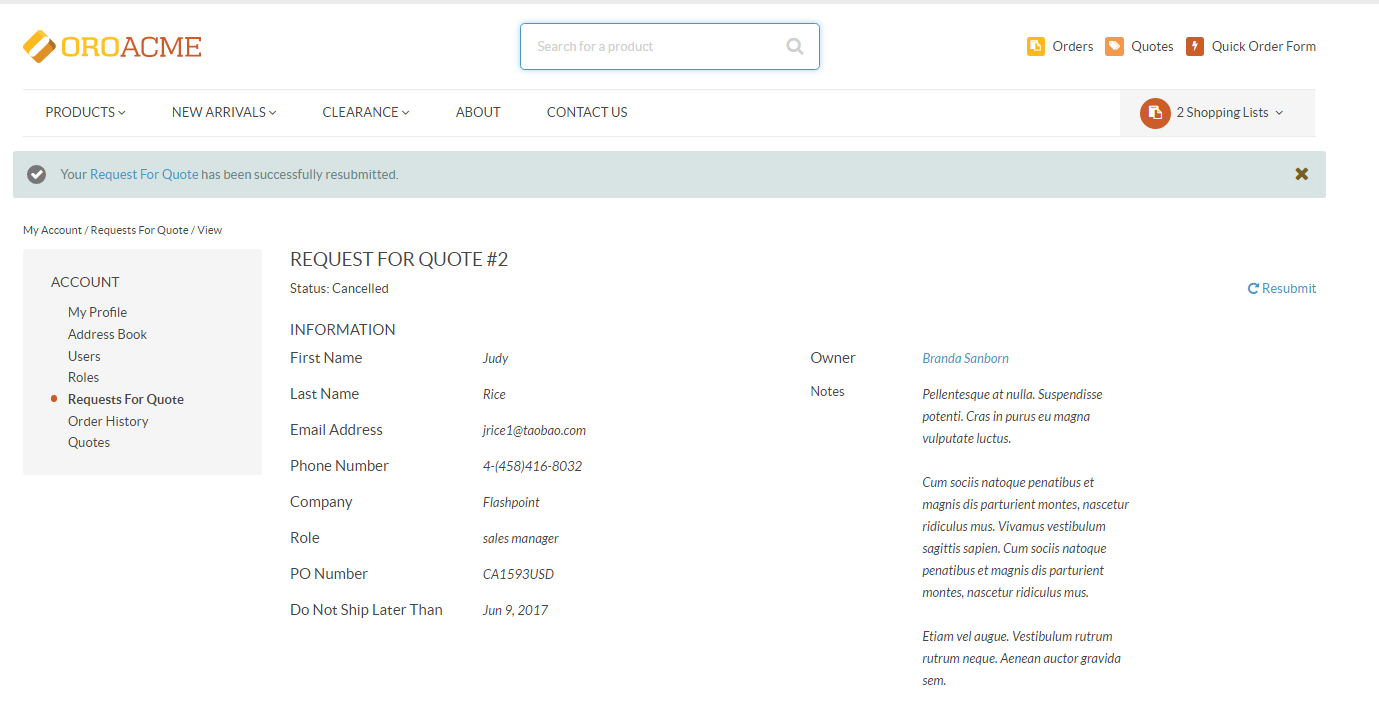 OROACME
Search for a product
Orders
Quotes
Quick Order Form
PRODUCTS
NEW ARRIVALS
CLEARANCE
ABOUT
CONTACT US
2 Shopping Lists
Your Request For Quote has been successfully resubmitted.
My Account / Requests For Quote / View
ACCOUNT
My Profile
Address Book
Users
Roles
Requests For Quote
Order History
Quotes
REQUEST FOR QUOTE #2
Status: Cancelled
Resubmit
INFORMATION
First Name Judy
Last Name Rice
Email Address jrice1@taobao.com
Phone Number 4-(458)416-8032
Company Flashpoint
Role sales manager
PO Number CA1593USD
Do Not Ship Later Than Jun 9, 2017
Owner Branda Sanborn
Notes Pellentesque at nulla. Suspendisse
potenti. Cras in purus eu magna
vulputate luctus.
Cum sociis natoque penatibus et
magnis dis parturient montes, nascetur
ridiculus mus. Vivamus vestibulum
sagittis sapien. Cum sociis natoque
penatibus et magnis dis parturient
montes, nascetur ridiculus mus.
Etiam vel augue. Vestibulum rutrum
rutrum neque. Aenean auctor gravida
sem.